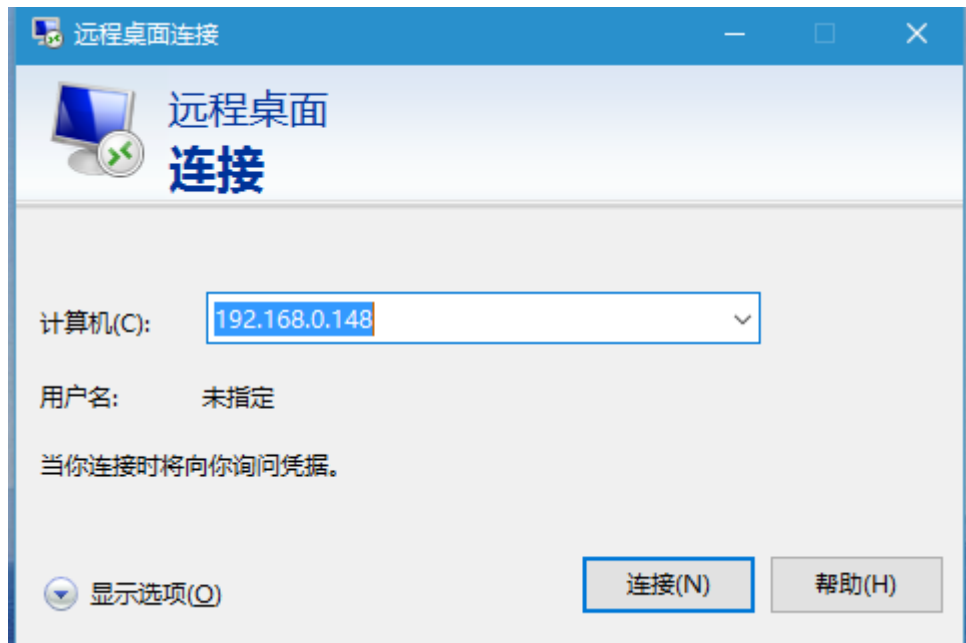 远程桌面连接
远程桌面
连接
计算机(C): 192.168.0.148
用户名: 未指定
当你连接时将向你询问凭据。
显示选项(O) 连接(N) 帮助(H)